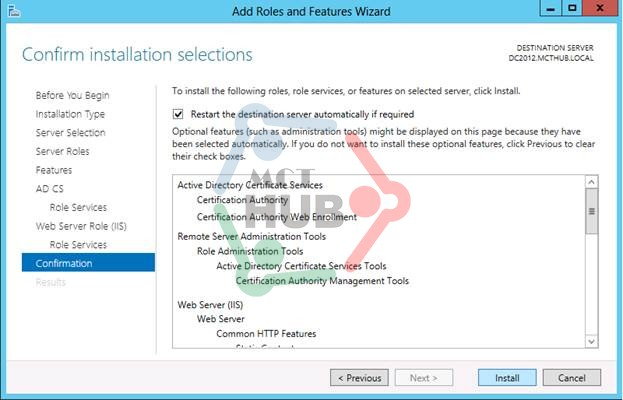 Add Roles and Features Wizard
Confirm installation selections
DESTINATION SERVER
DC2012.MCTHUB.LOCAL
Before You Begin
Installation Type
Server Selection
Server Roles
Features
AD CS
Role Services
Web Server Role (IIS)
Role Services
Confirmation
Results
To install the following roles, role services, or features on selected server, click Install.
Restart the destination server automatically if required
Optional features (such as administration tools) might be displayed on this page because they have
been selected automatically. If you do not want to install these optional features, click Previous to clear
their check boxes.
MCT
HUB
Active Directory Certificate Services
Certification Authority
Certification Authority Web Enrollment
Remote Server Administration Tools
Role Administration Tools
Active Directory Certificate Services Tools
Certification Authority Management Tools
Web Server (IIS)
Web Server
Common HTTP Features
< Previous
Next >
Install
Cancel